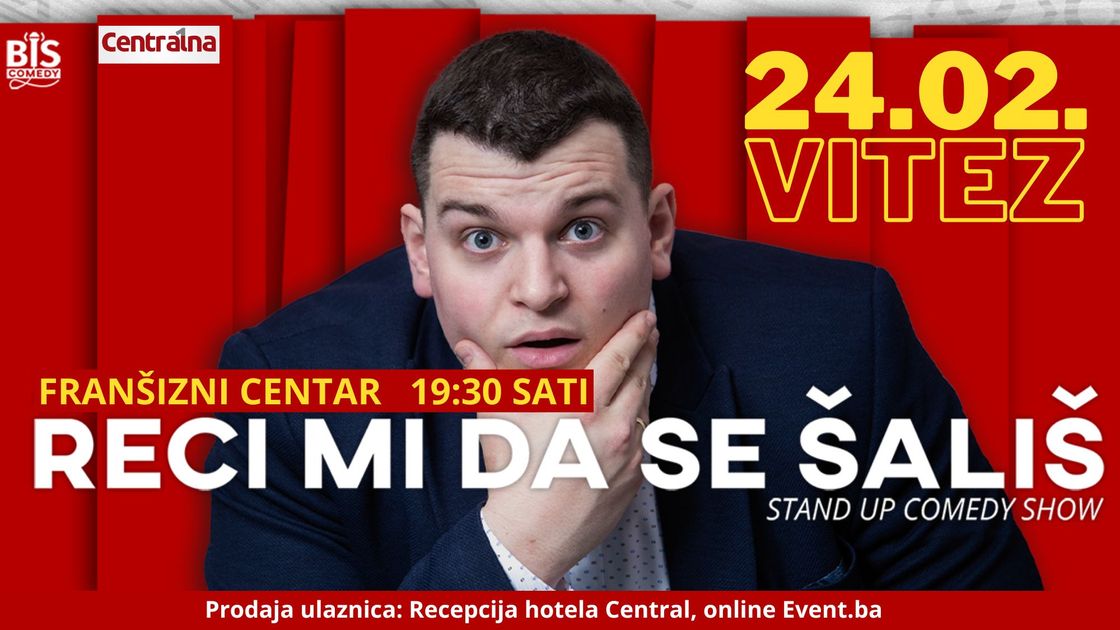 BIS
COMEDY
Centralna
24.02.
VITEZ
FRANŠIZNI CENTAR 19:30 SATI
RECI MI DA SE ŠALIŠ
STAND UP COMEDY SHOW
Prodaja ulaznica: Recepcija hotela Central, online Event.ba